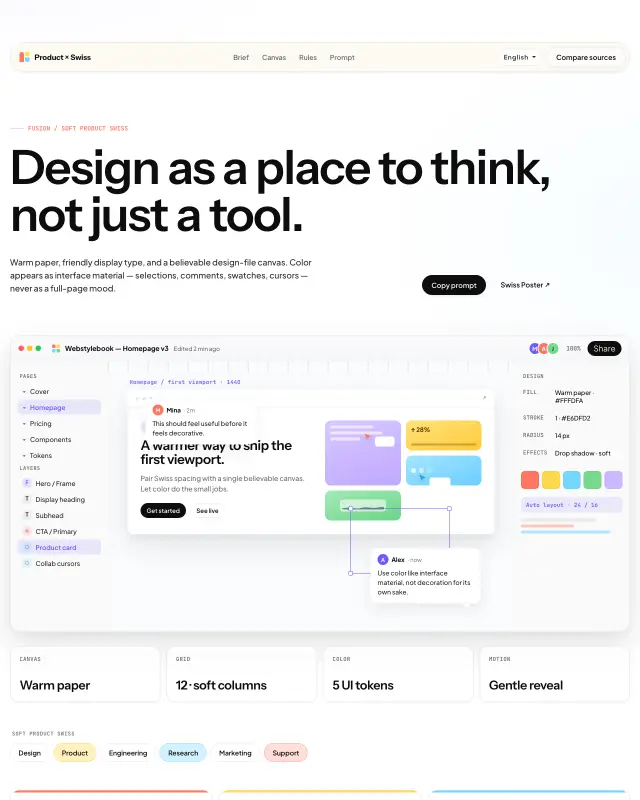 Product × Swiss
Brief
Canvas
Rules
Prompt
English
Compare sources
FUSION / SOFT PRODUCT SWISS
Design as a place to think,
not just a tool.
Warm paper, friendly display type, and a believable design-file canvas. Color
appears as interface material — selections, comments, swatches, cursors —
never as a full-page mood.
Copy prompt
Swiss Poster ↗
Webstylebook — Homepage v3
Edited 2 min ago
M
A
J
100%
Share
PAGES
Cover
Homepage
Pricing
Components
Tokens
LAYERS
F Hero / Frame
T Display heading
T Subhead
CTA / Primary
Product card
Collab cursors
Homepage / first viewport · 1440
M Mina · 2m
This should feel useful before it
feels decorative.
A warmer way to ship the
first viewport.
Pair Swiss spacing with a single believable canvas.
Let color do the small jobs.
Get started
See live
↑ 28%
A Alex · now
Use color like interface
material, not decoration for its
own sake.
DESIGN
FILL
Warm paper ·
#FFFDFA
STROKE
1 · #E6DFD2
RADIUS
14 px
EFFECTS
Drop shadow · soft
Auto layout · 24 / 16
CANVAS
Warm paper
GRID
12 · soft columns
COLOR
5 UI tokens
MOTION
Gentle reveal
SOFT PRODUCT SWISS
Design
Product
Engineering
Research
Marketing
Support